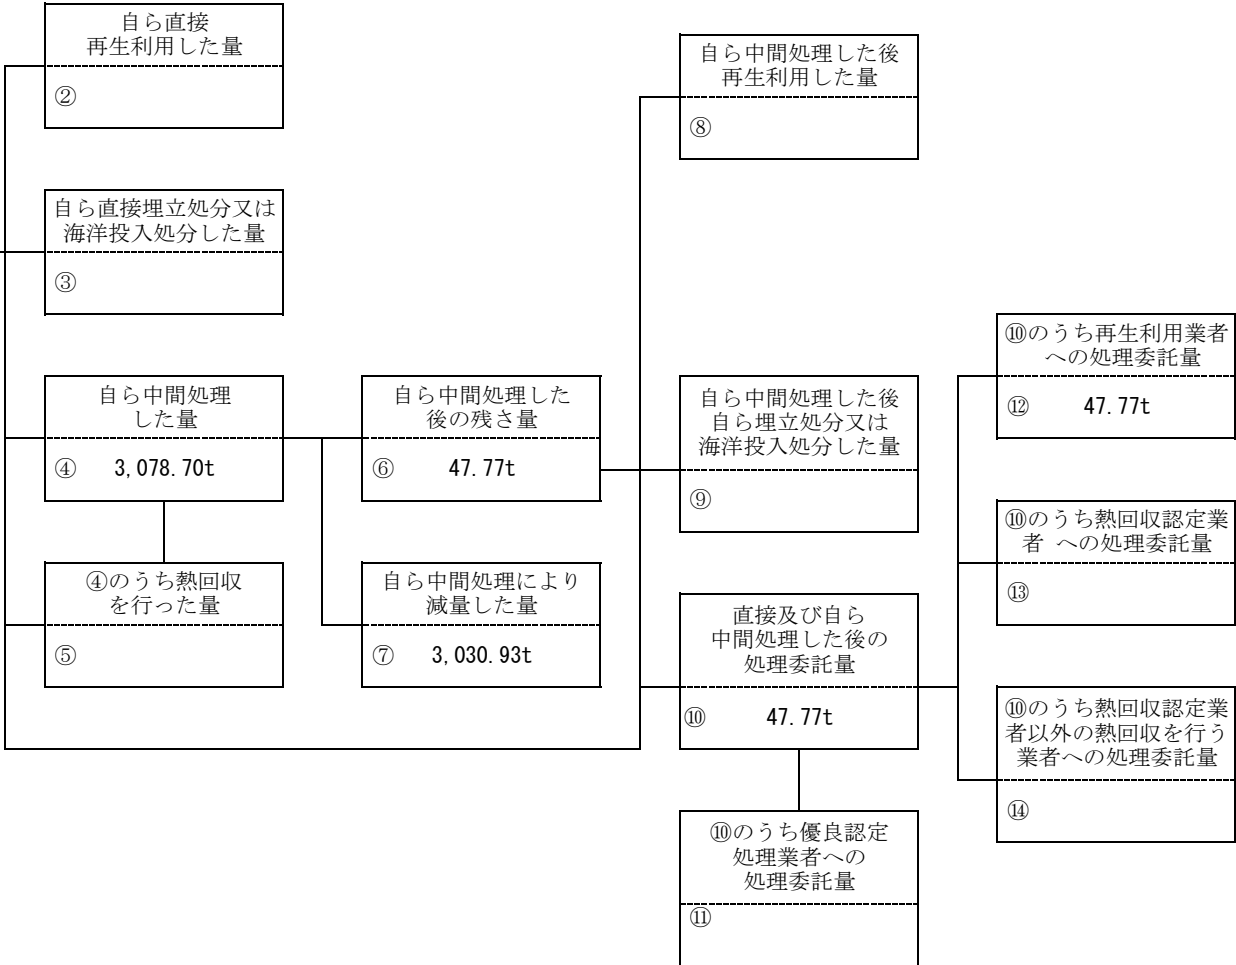 自ら直接
再生利用した量
②
自ら直接埋立処分又は
海洋投入処分した量
③
自ら中間処理
した量
④ 3,078.70t
④のうち熱回収
を行った量
⑤
自ら中間処理した
後の残さ量
⑥ 47.77t
自ら中間処理により
減量した量
⑦ 3,030.93t
自ら中間処理した後
再生利用した量
⑧
自ら中間処理した後
自ら埋立処分又は
海洋投入処分した量
⑨
直接及び自ら
中間処理した後の
処理委託量
⑩ 47.77t
⑩のうち優良認定
処理業者への
処理委託量
⑪
⑩のうち再生利用業者
への処理委託量
⑫ 47.77t
⑩のうち熱回収認定業
者 への処理委託量
⑬
⑩のうち熱回収認定業
者以外の熱回収を行う
業者への処理委託量
⑭